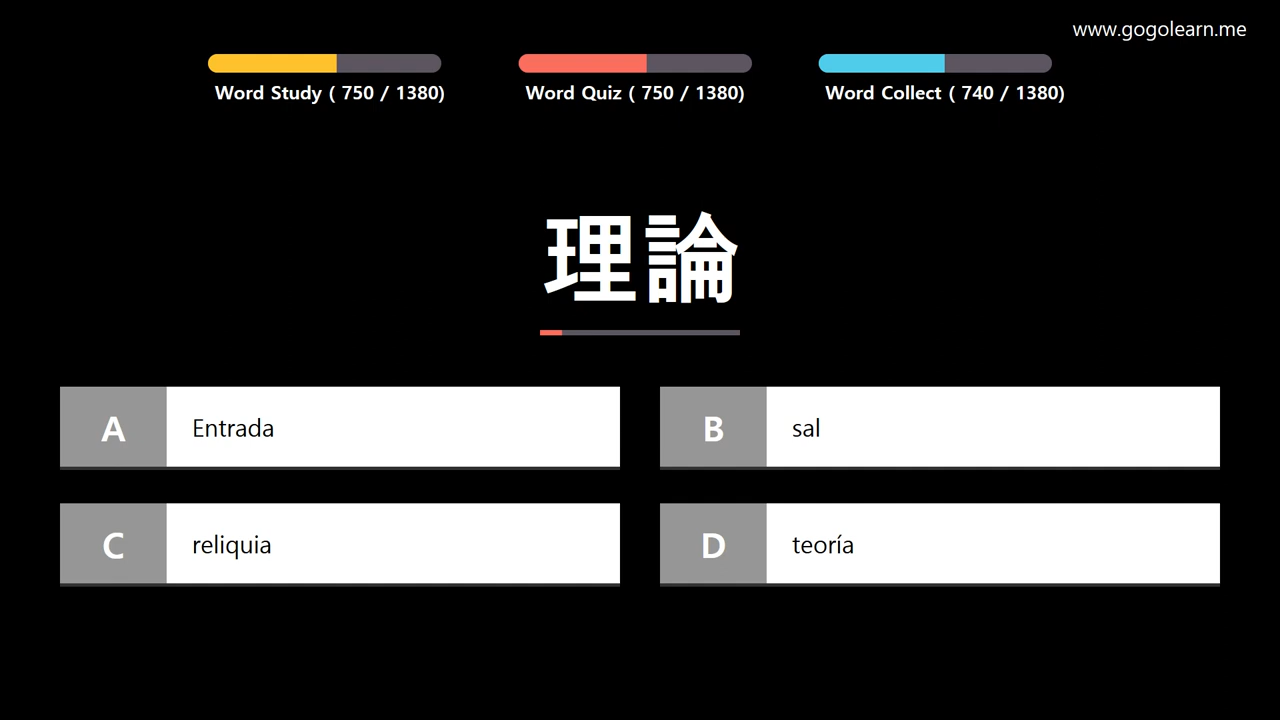 www.gogolearn.me
Word Study ( 750 / 1380)
Word Quiz ( 750 / 1380)
Word Collect ( 740 / 1380)
理論
A Entrada
B sal
C reliquia
D teoría